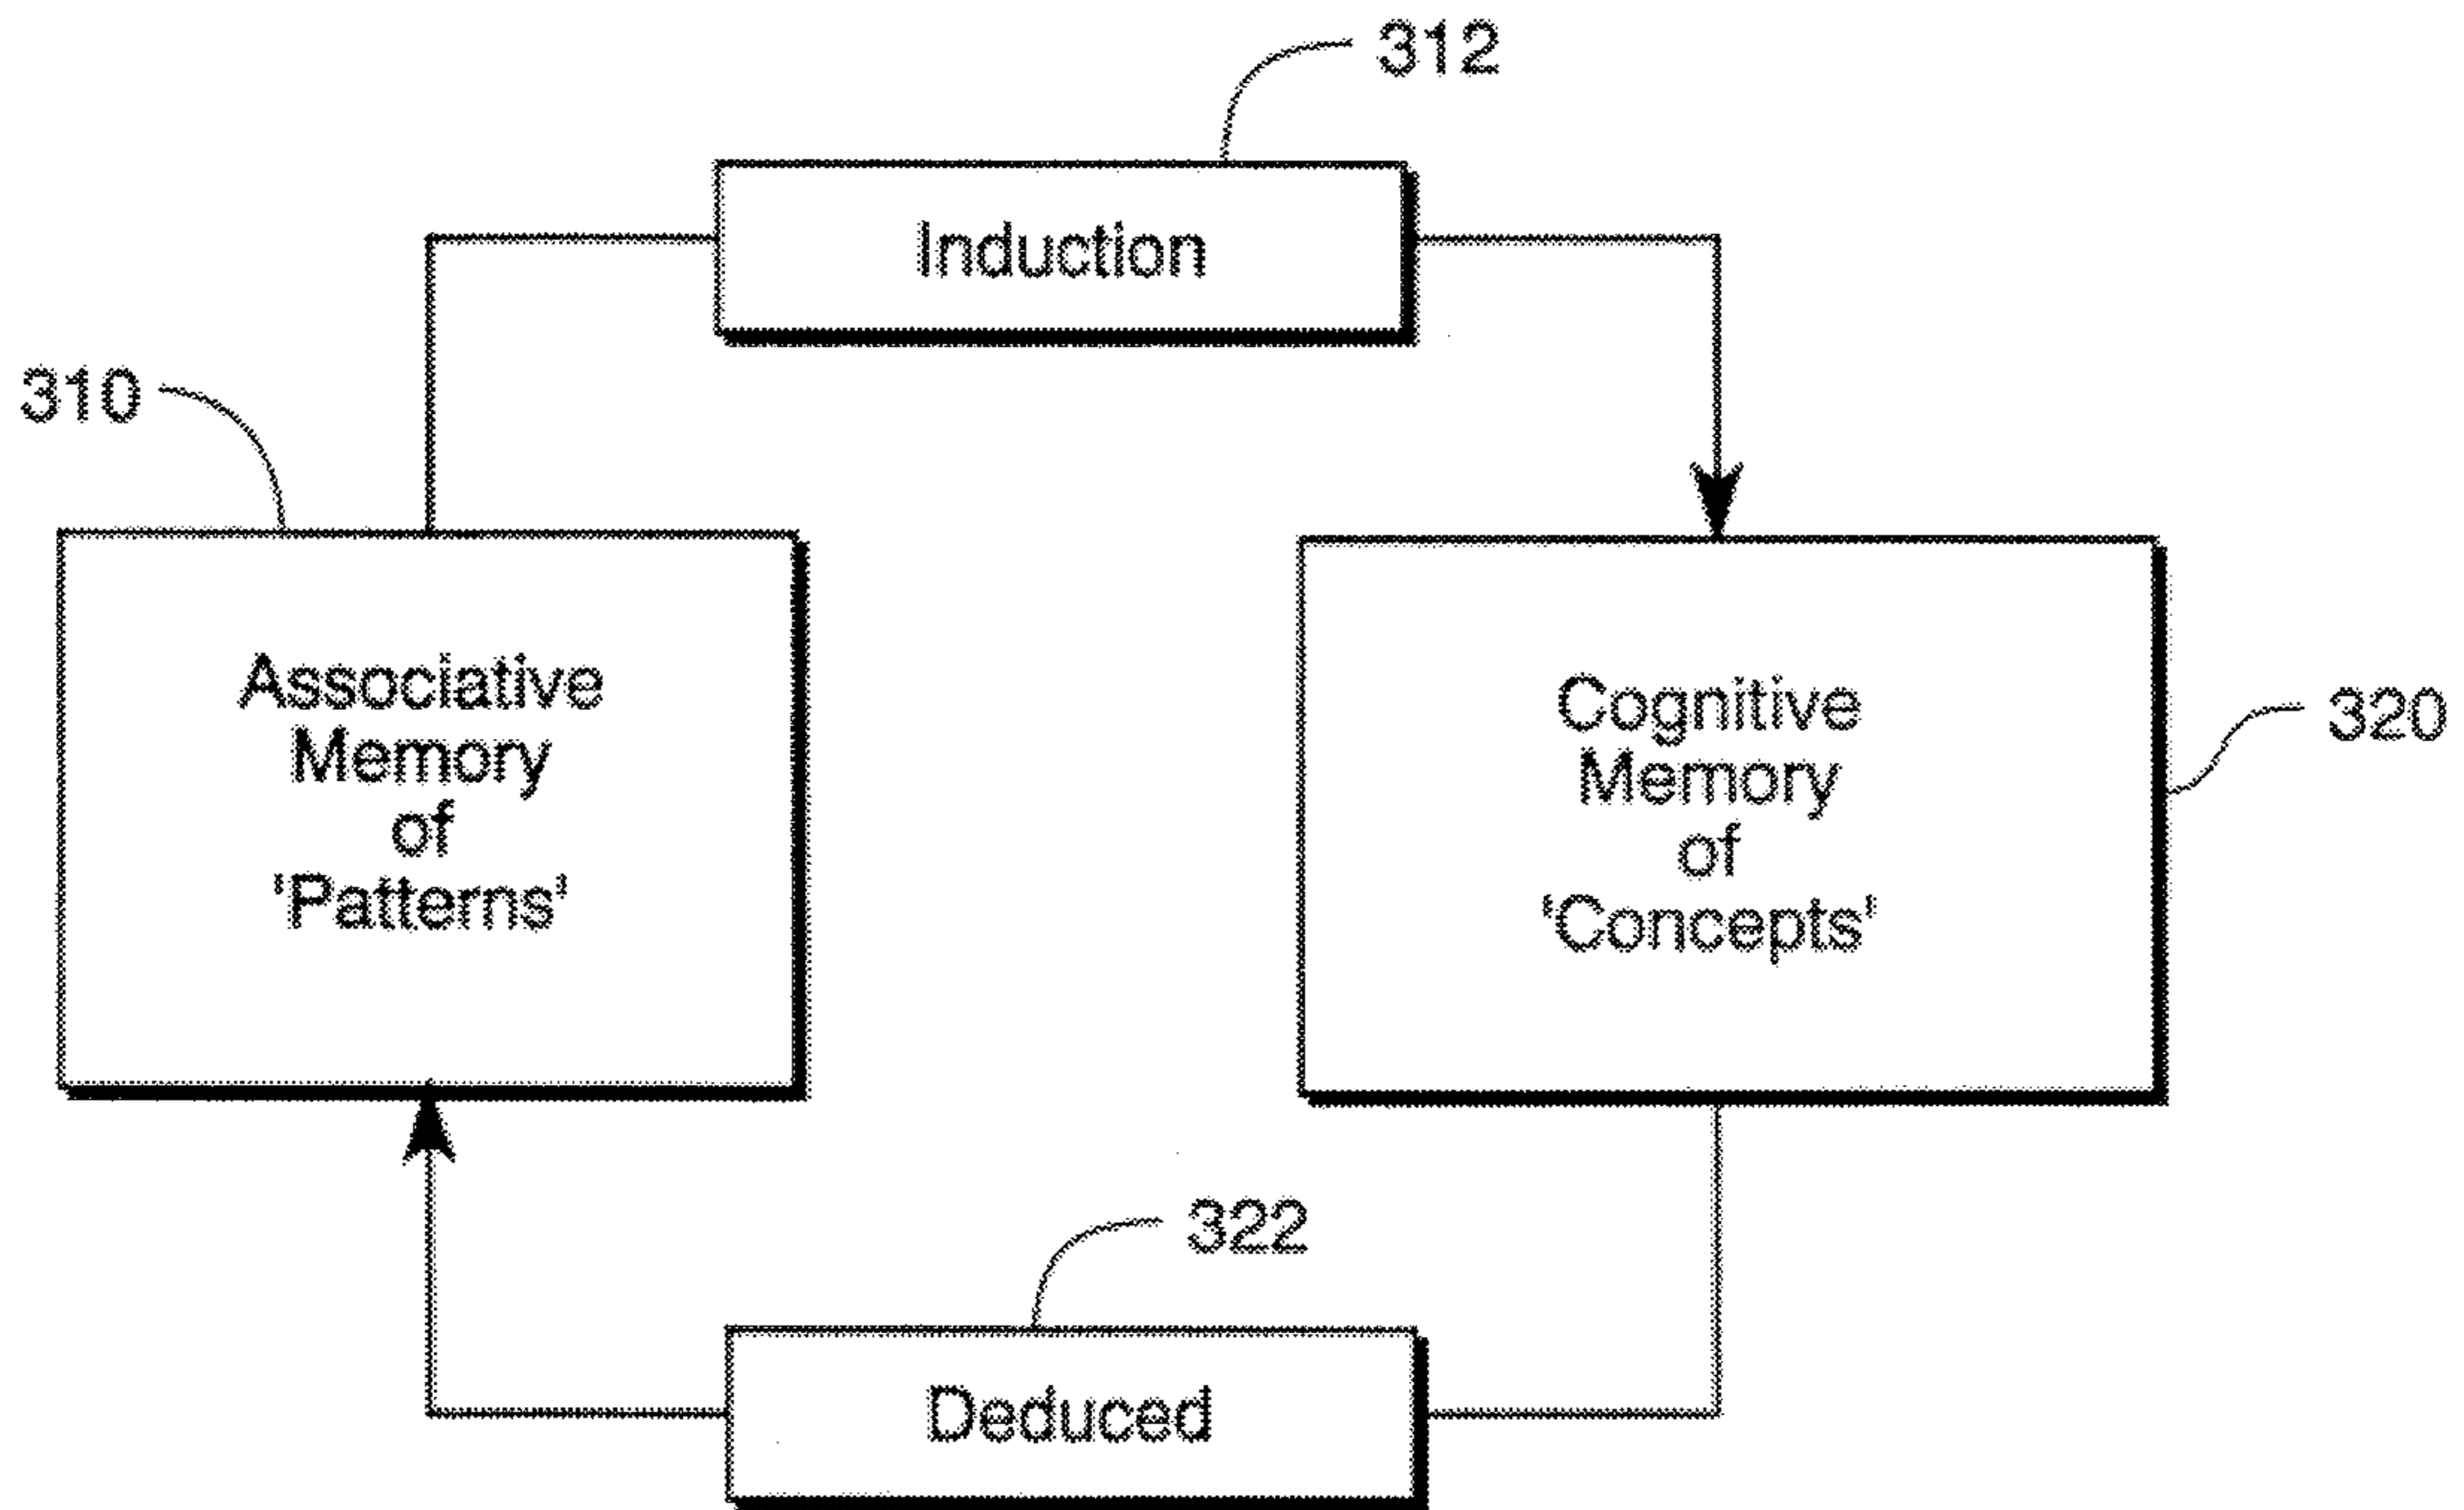 312
Induction
310
Associative
Memory
of
'Patterns'
Cognitive
Memory
of
'Concepts'
320
322
Deduced